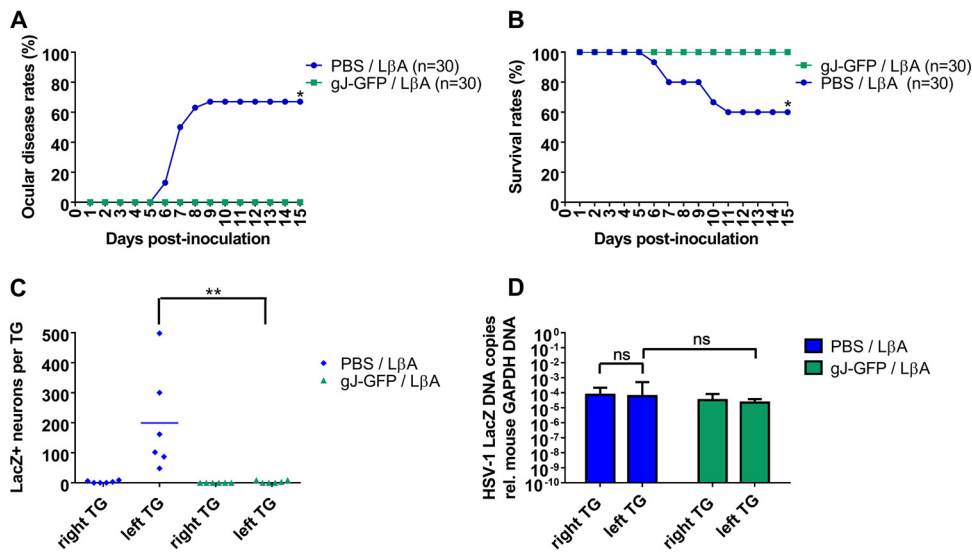 A
Ocular disease rates (%)
100
80
60
40
20
0
0 1 2 3 4 5 6 7 8 9 10 11 12 13 14 15
Days post-inoculation
*
PBS / LβA (n=30)
gJ-GFP / LβA (n=30)
B
Survival rates (%)
100
80
60
40
20
0
0 1 2 3 4 5 6 7 8 9 10 11 12 13 14 15
Days post-inoculation
*
gJ-GFP / LβA (n=30)
PBS / LβA (n=30)
C
LacZ+ neurons per TG
500
400
300
200
100
0
**
right TG
left TG
right TG
left TG
PBS / LβA
gJ-GFP / LβA
D
HSV-1 LacZ DNA copies
rel. mouse GAPDH DNA
10⁰
10⁻¹
10⁻²
10⁻³
10⁻⁴
10⁻⁵
10⁻⁶
10⁻⁷
10⁻⁸
10⁻⁹
10⁻¹⁰
ns
ns
right TG
left TG
right TG
left TG
PBS / LβA
gJ-GFP / LβA